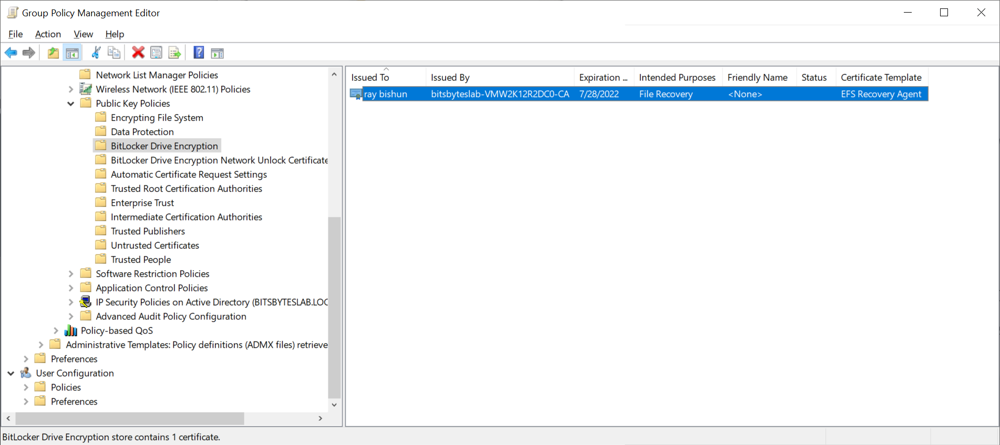 Group Policy Management Editor
File Action View Help
Network List Manager Policies
Wireless Network (IEEE 802.11) Policies
Public Key Policies
Encrypting File System
Data Protection
BitLocker Drive Encryption
BitLocker Drive Encryption Network Unlock Certificate
Automatic Certificate Request Settings
Trusted Root Certification Authorities
Enterprise Trust
Intermediate Certification Authorities
Trusted Publishers
Untrusted Certificates
Trusted People
Software Restriction Policies
Application Control Policies
IP Security Policies on Active Directory (BITSBYTESLAB.LOC
Advanced Audit Policy Configuration
Policy-based QoS
Administrative Templates: Policy definitions (ADMX files) retrieve
Preferences
User Configuration
Policies
Preferences
Issued To Issued By Expiration ... Intended Purposes Friendly Name Status Certificate Template
ray bishun bitsbyteslab-VMW2K12R2DC0-CA 7/28/2022 File Recovery <None> EFS Recovery Agent
BitLocker Drive Encryption store contains 1 certificate.